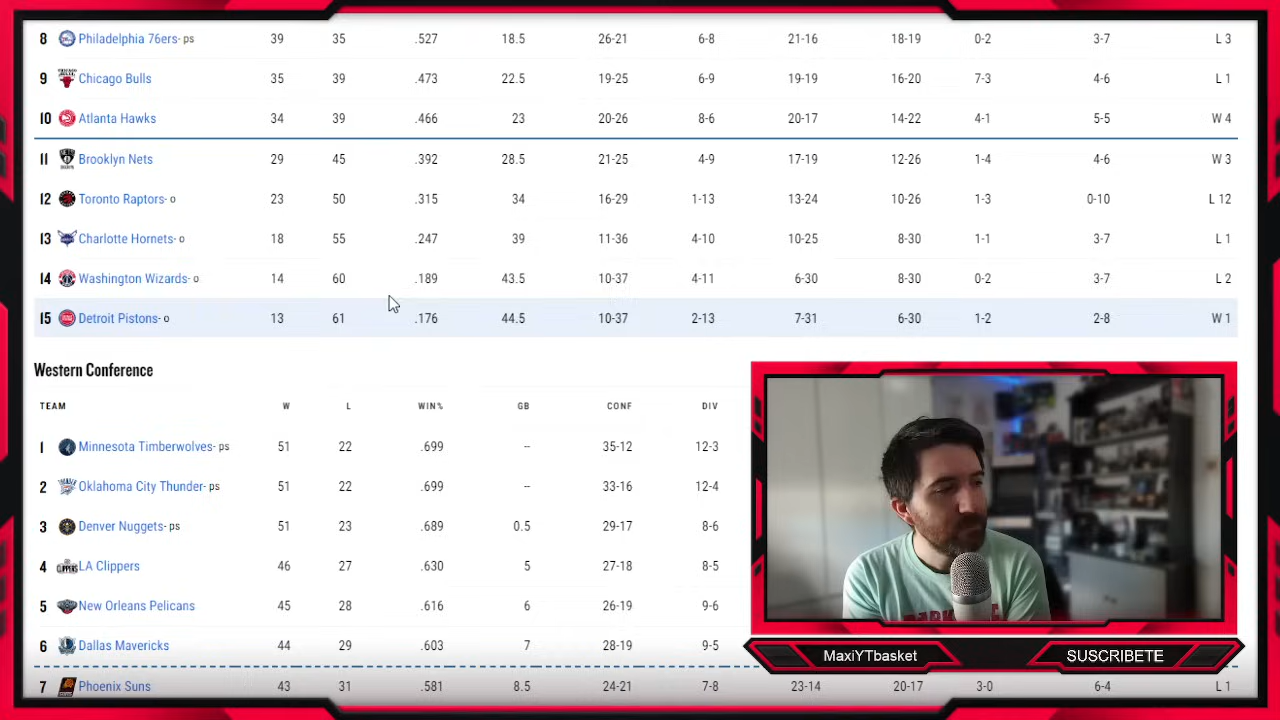 8 Philadelphia 76ers- ps 39 35 .527 18.5 26-21 6-8 21-16 18-19 0-2 3-7 L 3
9 Chicago Bulls 35 39 .473 22.5 19-25 6-9 19-19 16-20 7-3 4-6 L 1
10 Atlanta Hawks 34 39 .466 23 20-26 8-6 20-17 14-22 4-1 5-5 W 4
11 Brooklyn Nets 29 45 .392 28.5 21-25 4-9 17-19 12-26 1-4 4-6 W 3
12 Toronto Raptors- o 23 50 .315 34 16-29 1-13 13-24 10-26 1-3 0-10 L 12
13 Charlotte Hornets- o 18 55 .247 39 11-36 4-10 10-25 8-30 1-1 3-7 L 1
14 Washington Wizards- o 14 60 .189 43.5 10-37 4-11 6-30 8-30 0-2 3-7 L 2
15 Detroit Pistons- o 13 61 .176 44.5 10-37 2-13 7-31 6-30 1-2 2-8 W 1
Western Conference
TEAM W L WIN% GB CONF DIV
1 Minnesota Timberwolves- ps 51 22 .699 -- 35-12 12-3
2 Oklahoma City Thunder- ps 51 22 .699 -- 33-16 12-4
3 Denver Nuggets- ps 51 23 .689 0.5 29-17 8-6
4 LA Clippers 46 27 .630 5 27-18 8-5
5 New Orleans Pelicans 45 28 .616 6 26-19 9-6
6 Dallas Mavericks 44 29 .603 7 28-19 9-5
7 Phoenix Suns 43 31 .581 8.5 24-21 7-8 23-14 20-17 3-0 6-4 L 1
MaxiYTbasket SUSCRIBETE